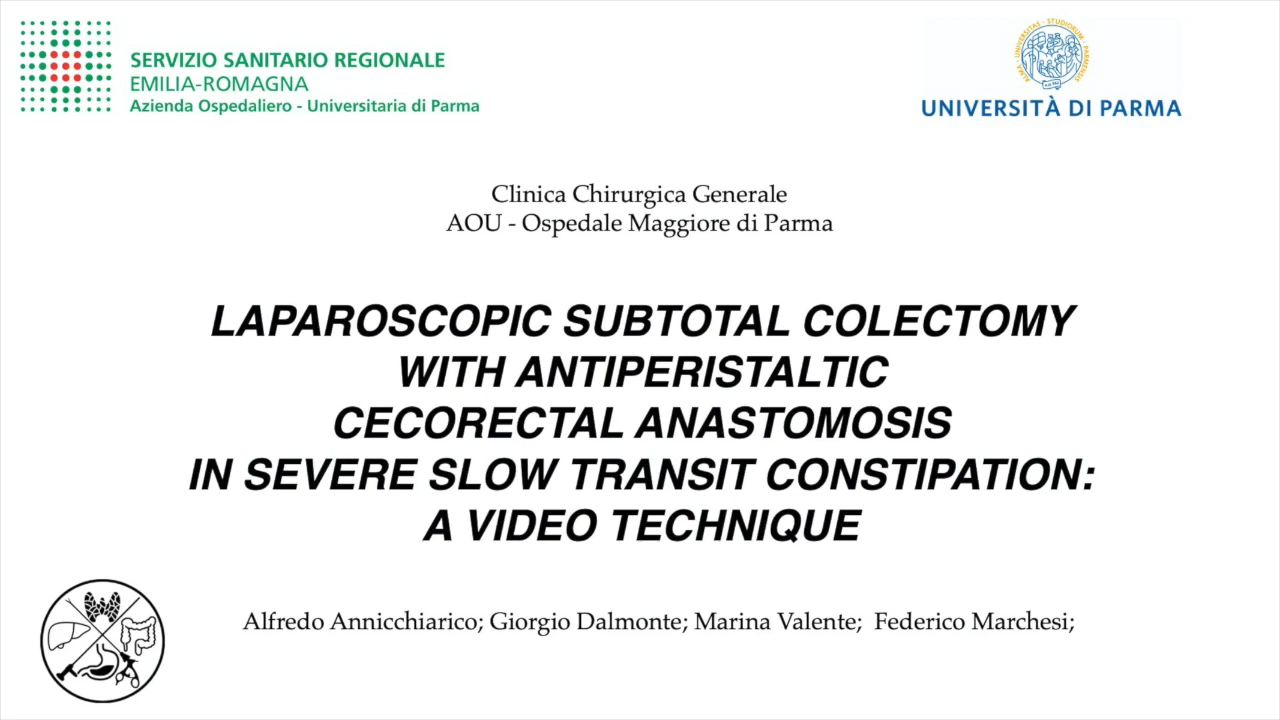 SERVIZIO SANITARIO REGIONALE
EMILIA-ROMAGNA
Azienda Ospedaliero - Universitaria di Parma
UNIVERSITÀ DI PARMA
Clinica Chirurgica Generale
AOU - Ospedale Maggiore di Parma
LAPAROSCOPIC SUBTOTAL COLECTOMY
WITH ANTIPERISTALTIC
CECORECTAL ANASTOMOSIS
IN SEVERE SLOW TRANSIT CONSTIPATION:
A VIDEO TECHNIQUE
Alfredo Annicchiarico; Giorgio Dalmonte; Marina Valente; Federico Marchesi;